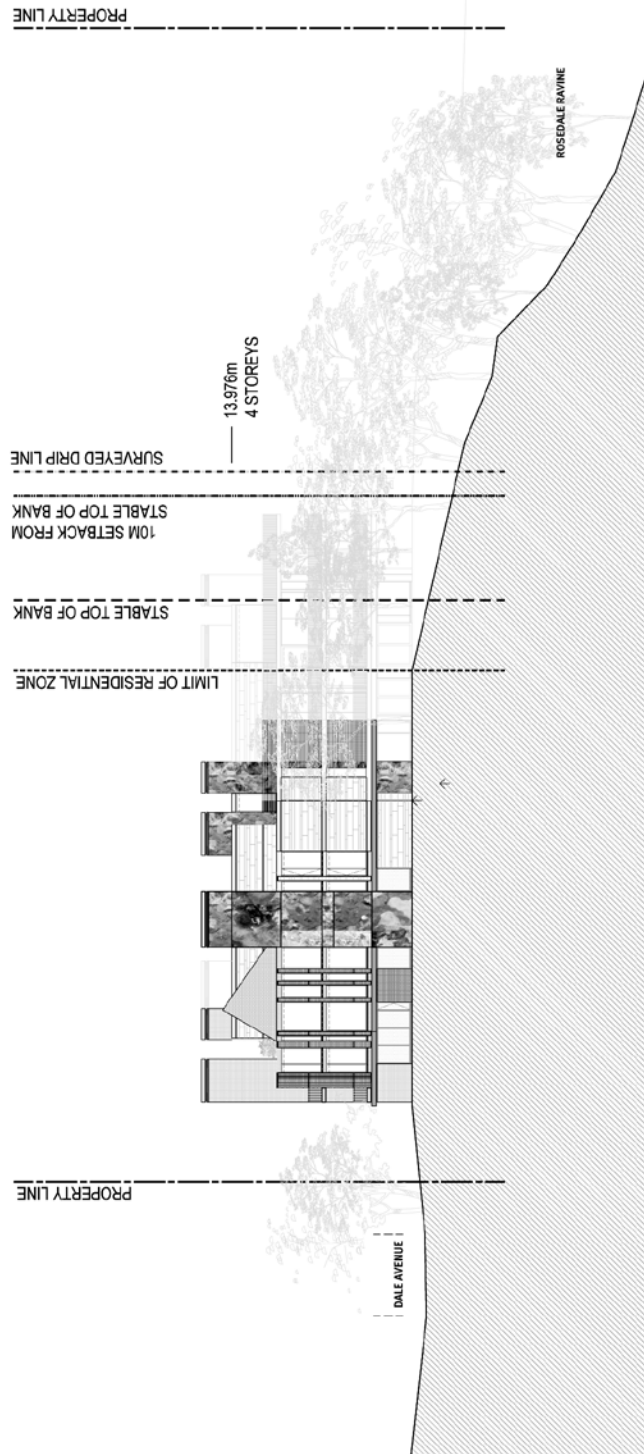 PROPERTY LINE
DALE AVENUE
LIMIT OF RESIDENTIAL ZONE
STABLE TOP OF BANK
10M SETBACK FROM
STABLE TOP OF BANK
SURVEYED DRIP LINE
13.976m
4 STOREYS
ROSEDALE RAVINE
PROPERTY LINE